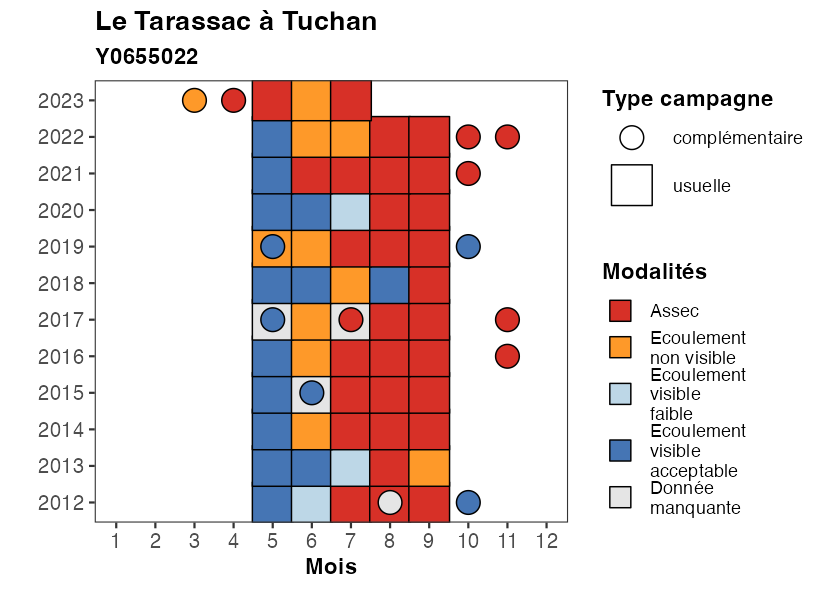 Le Tarassac à Tuchan
Y0655022
2023
2022
2021
2020
2019
2018
2017
2016
2015
2014
2013
2012
1 2 3 4 5 6 7 8 9 10 11 12
Mois
Type campagne
complémentaire
usuelle
Modalités
Assec
Ecoulement
non visible
Ecoulement
visible
faible
Ecoulement
visible
acceptable
Donnée
manquante